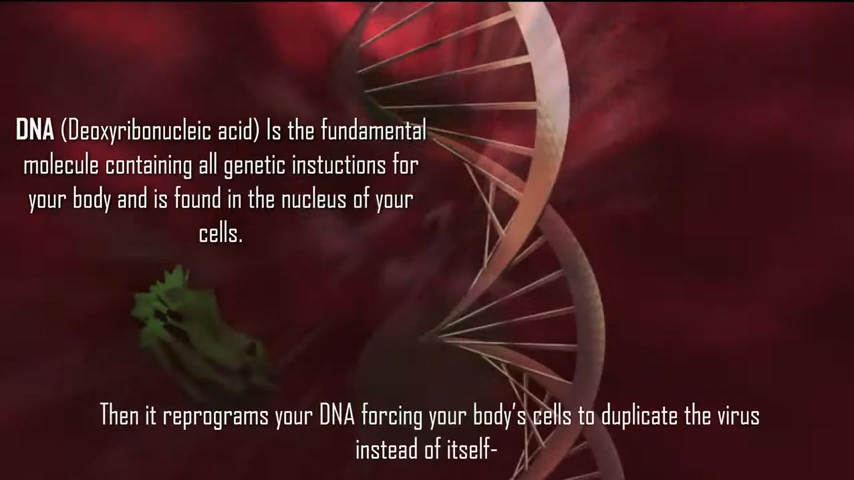 DNA (Deoxyribonucleic acid) Is the fundamental
molecule containing all genetic instuctions for
your body and is found in the nucleus of your
cells.
Then it reprograms your DNA forcing your body's cells to duplicate the virus
instead of itself-